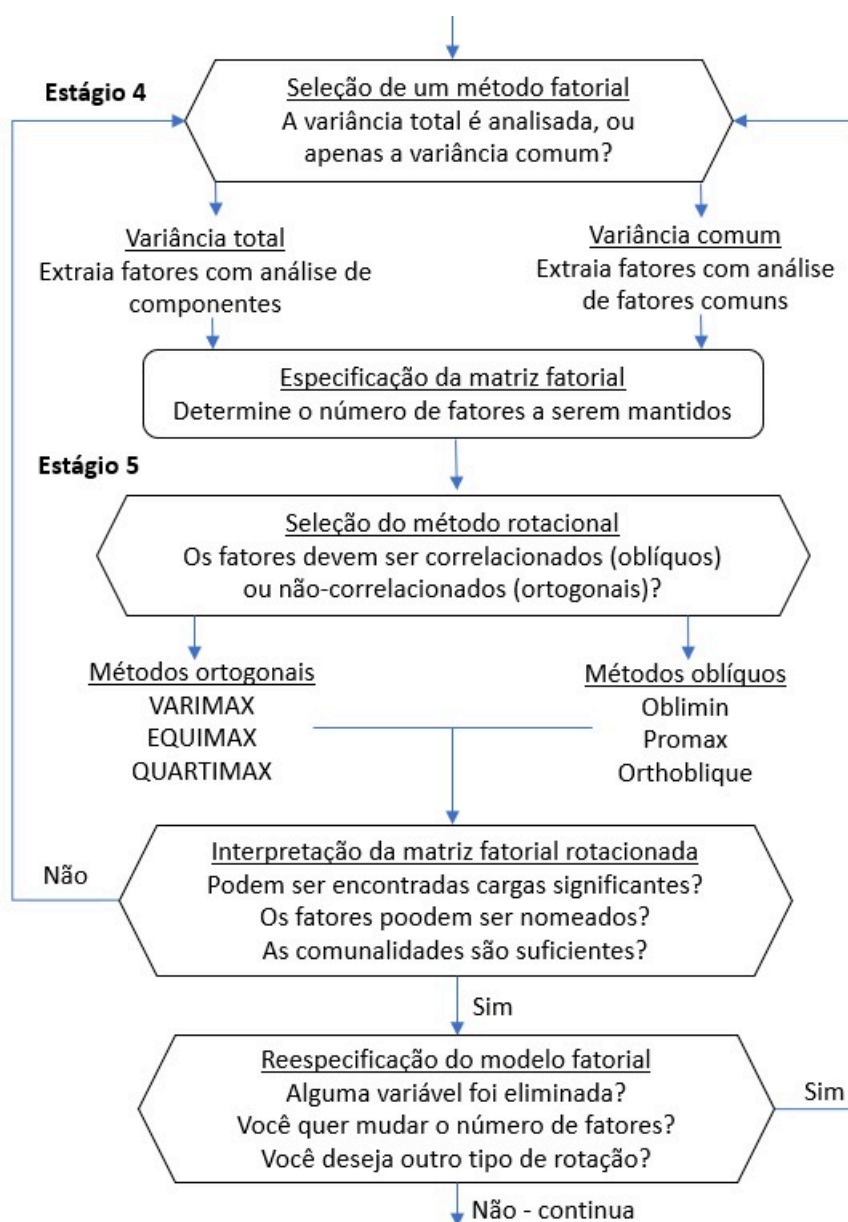 Estágio 4
Seleção de um método fatorial
A variância total é analisada, ou
apenas a variância comum?
Variância total
Extraia fatores com análise de
componentes
Variância comum
Extraia fatores com análise
de fatores comuns
Especificação da matriz fatorial
Determine o número de fatores a serem mantidos
Estágio 5
Seleção do método rotacional
Os fatores devem ser correlacionados (oblíquos)
ou não-correlacionados (ortogonais)?
Métodos ortogonais
VARIMAX
EQUIMAX
QUARTIMAX
Métodos oblíquos
Oblimin
Promax
Orthoblique
Interpretação da matriz fatorial rotacionada
Podem ser encontradas cargas significantes?
Os fatores poodem ser nomeados?
As comunalidades são suficientes?
Não
Sim
Reespecificação do modelo fatorial
Alguma variável foi eliminada?
Você quer mudar o número de fatores?
Você deseja outro tipo de rotação?
Sim
Não - continua